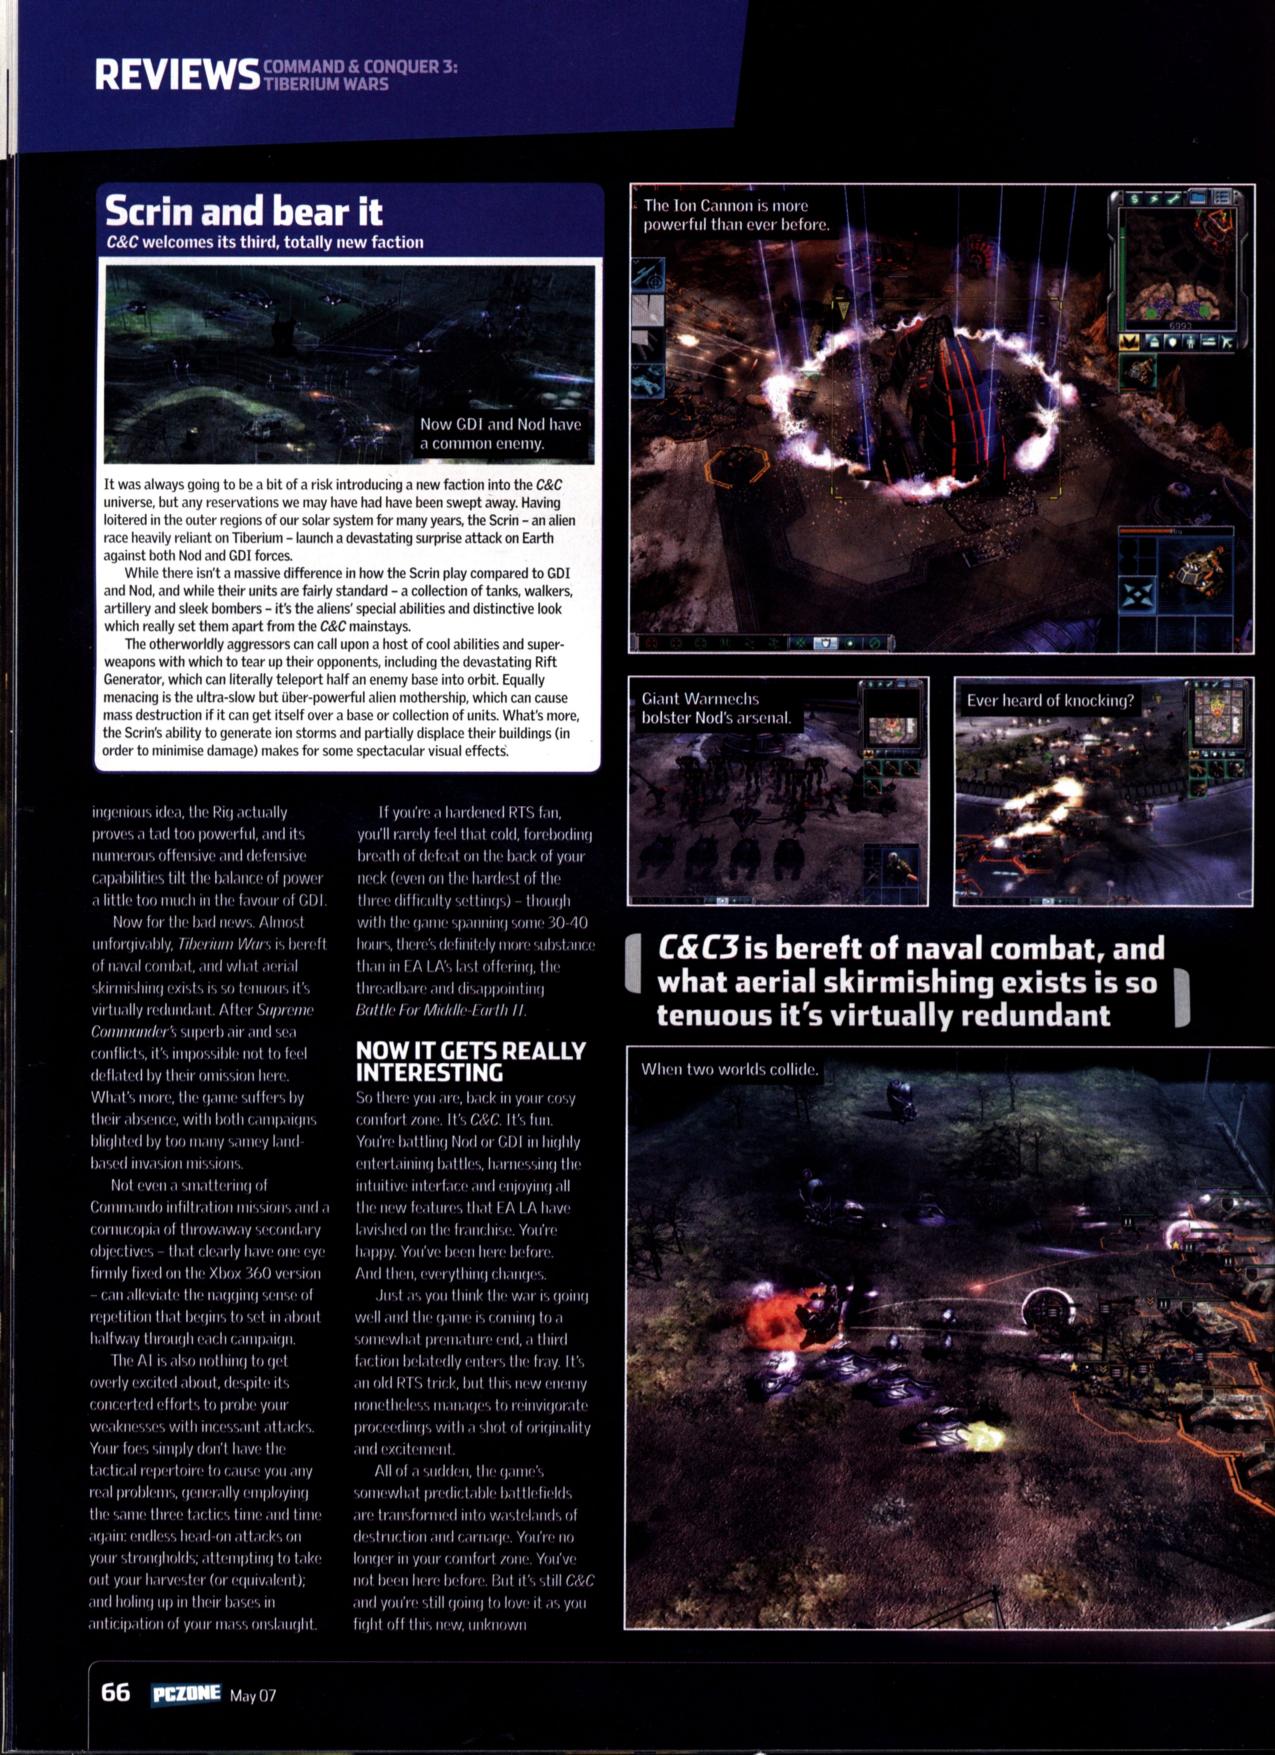 REVIEWS COMMAND & CONQUER 3:
TIBERIUM WARS
Scrin and bear it
C&C welcomes its third, totally new faction
Now GDI and Nod have
a common enemy.
It was always going to be a bit of a risk introducing a new faction into the C&C
universe, but any reservations we may have had have been swept away. Having
loitered in the outer regions of our solar system for many years, the Scrin – an alien
race heavily reliant on Tiberium – launch a devastating surprise attack on Earth
against both Nod and GDI forces.
While there isn't a massive difference in how the Scrin play compared to GDI
and Nod, and while their units are fairly standard – a collection of tanks, walkers,
artillery and sleek bombers – it's the aliens' special abilities and distinctive look
which really set them apart from the C&C mainstays.
The otherworldly aggressors can call upon a host of cool abilities and super-
weapons with which to tear up their opponents, including the devastating Rift
Generator, which can literally teleport half an enemy base into orbit. Equally
menacing is the ultra-slow but über-powerful alien mothership, which can cause
mass destruction if it can get itself over a base or collection of units. What's more,
the Scrin's ability to generate ion storms and partially displace their buildings (in
order to minimise damage) makes for some spectacular visual effects.
ingenious idea, the Rig actually
proves a tad too powerful, and its
numerous offensive and defensive
capabilities tilt the balance of power
a little too much in the favour of GDI.
Now for the bad news. Almost
unforgivably, Tiberium Wars is bereft
of naval combat, and what aerial
skirmishing exists is so tenuous it's
virtually redundant. After Supreme
Commander's superb air and sea
conflicts, it's impossible not to feel
deflated by their omission here.
What's more, the game suffers by
their absence, with both campaigns
blighted by too many samey land-
based invasion missions.
Not even a smattering of
Commando infiltration missions and a
cornucopia of throwaway secondary
objectives – that clearly have one eye
firmly fixed on the Xbox 360 version
– can alleviate the nagging sense of
repetition that begins to set in about
halfway through each campaign.
The AI is also nothing to get
overly excited about, despite its
concerted efforts to probe your
weaknesses with incessant attacks.
Your foes simply don't have the
tactical repertoire to cause you any
real problems, generally employing
the same three tactics time and time
again: endless head-on attacks on
your strongholds; attempting to take
out your harvester (or equivalent);
and holing up in their bases in
anticipation of your mass onslaught.
If you're a hardened RTS fan,
you'll rarely feel that cold, foreboding
breath of defeat on the back of your
neck (even on the hardest of the
three difficulty settings) – though
with the game spanning some 30-40
hours, there's definitely more substance
than in EA LA's last offering, the
threadbare and disappointing
Battle For Middle-Earth II.
NOW IT GETS REALLY
INTERESTING
So there you are, back in your cosy
comfort zone. It's C&C. It's fun.
You're battling Nod or GDI in highly
entertaining battles, harnessing the
intuitive interface and enjoying all
the new features that EA LA have
lavished on the franchise. You're
happy. You've been here before.
And then, everything changes.
Just as you think the war is going
well and the game is coming to a
somewhat premature end, a third
faction belatedly enters the fray. It's
an old RTS trick, but this new enemy
nonetheless manages to reinvigorate
proceedings with a shot of originality
and excitement.
All of a sudden, the game's
somewhat predictable battlefields
are transformed into wastelands of
destruction and carnage. You're no
longer in your comfort zone. You've
not been here before. But it's still C&C
and you're still going to love it as you
fight off this new, unknown
The Ion Cannon is more
powerful than ever before.
6993
Giant Warmechs
bolster Nod's arsenal.
Ever heard of knocking?
C&C3 is bereft of naval combat, and
what aerial skirmishing exists is so
tenuous it's virtually redundant
When two worlds collide.
66 PCZONE May 07